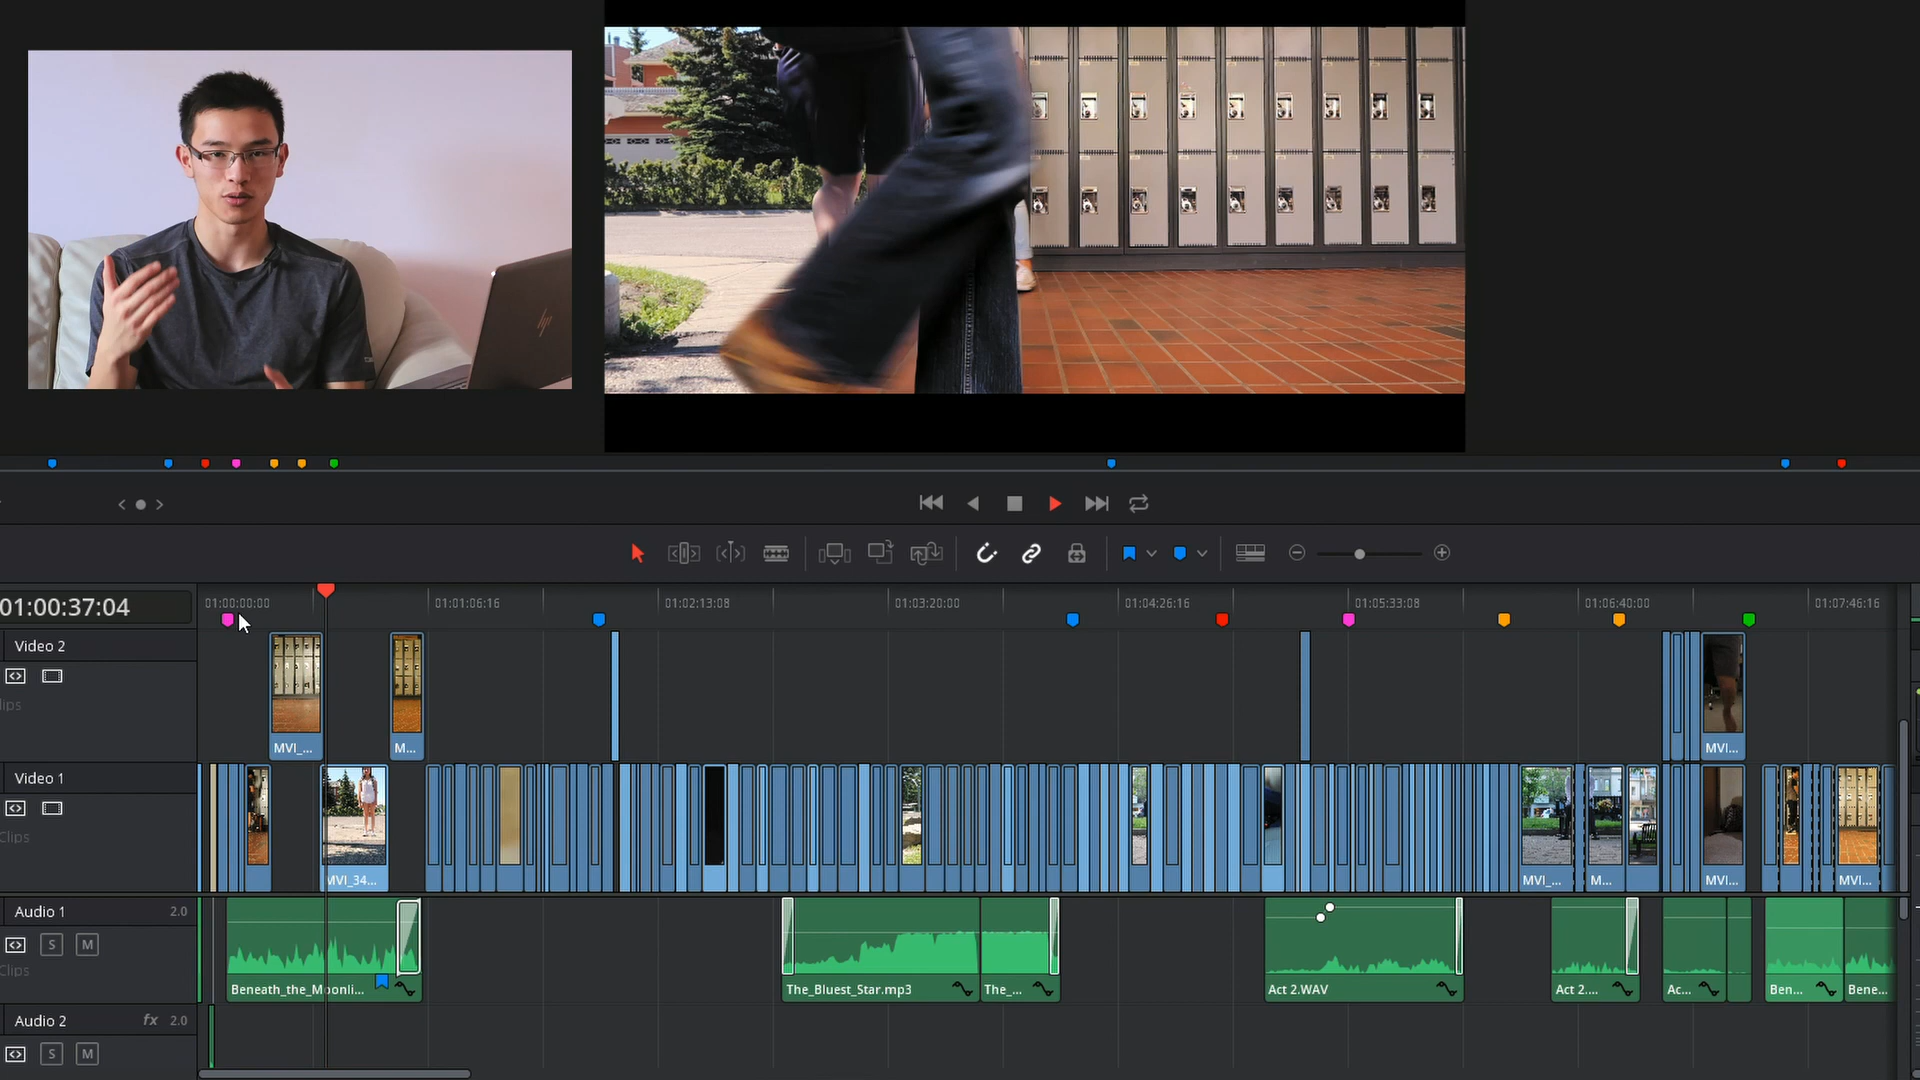 hp
01:00:37:04
01:00:00:00
01:01:06:16
01:02:13:08
01:03:20:00
01:04:26:16
01:05:33:08
01:06:40:00
01:07:46:16
Video 2
MVI_...
M...
MVI...
Video 1
Clips
MVI_34...
MVI_...
M...
MVI...
MVI...
Audio 1 2.0
S M
Clips
Beneath_the_Moonli...
The_Bluest_Star.mp3
The_...
Act 2.WAV
Act 2....
Ac...
Ben...
Bene...
Audio 2 fx 2.0
S M